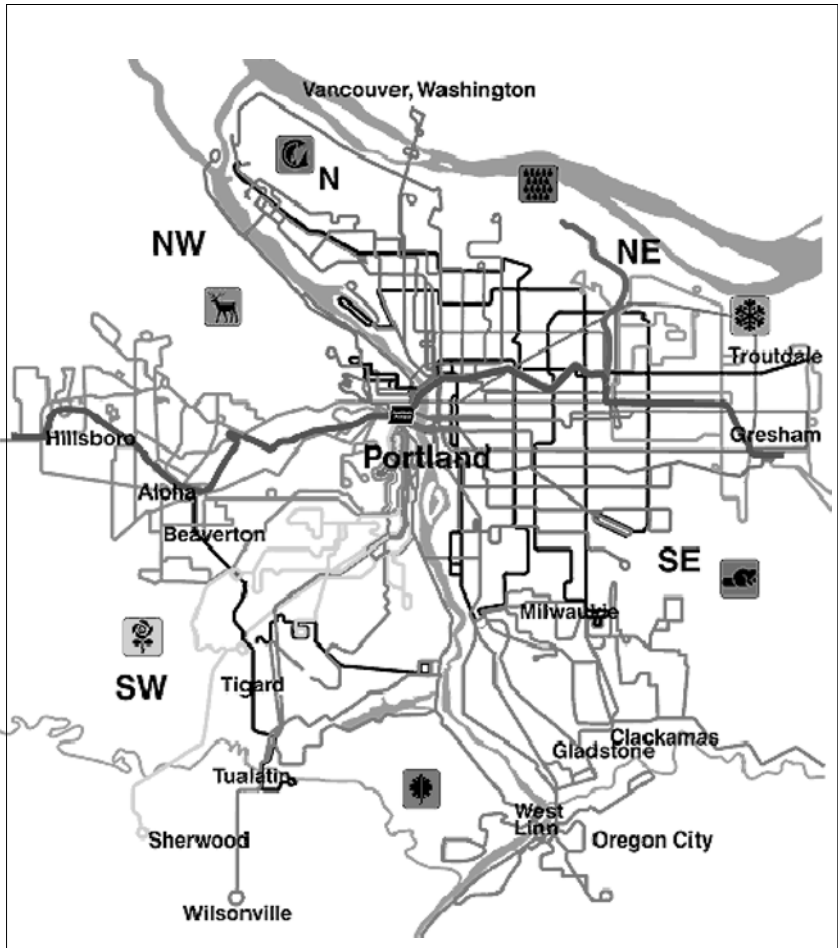 Vancouver, Washington
N
NW
NE
Troutdale
Hillsboro
Gresham
Portland
Aloha
Beaverton
SE
Milwaukie
SW
Tigard
Clackamas
Gladstone
Tualatin
West
Linn
Sherwood
Oregon City
Wilsonville